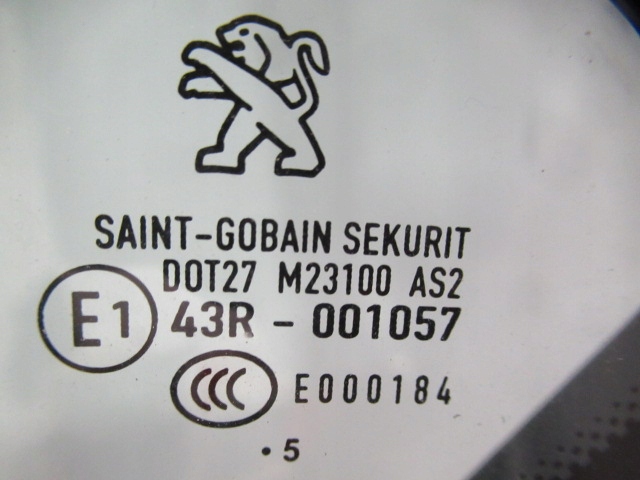 SAINT-GOBAIN SEKURIT
DOT27 M23100 AS2
E1 43R - 001057
CCC E000184
.5